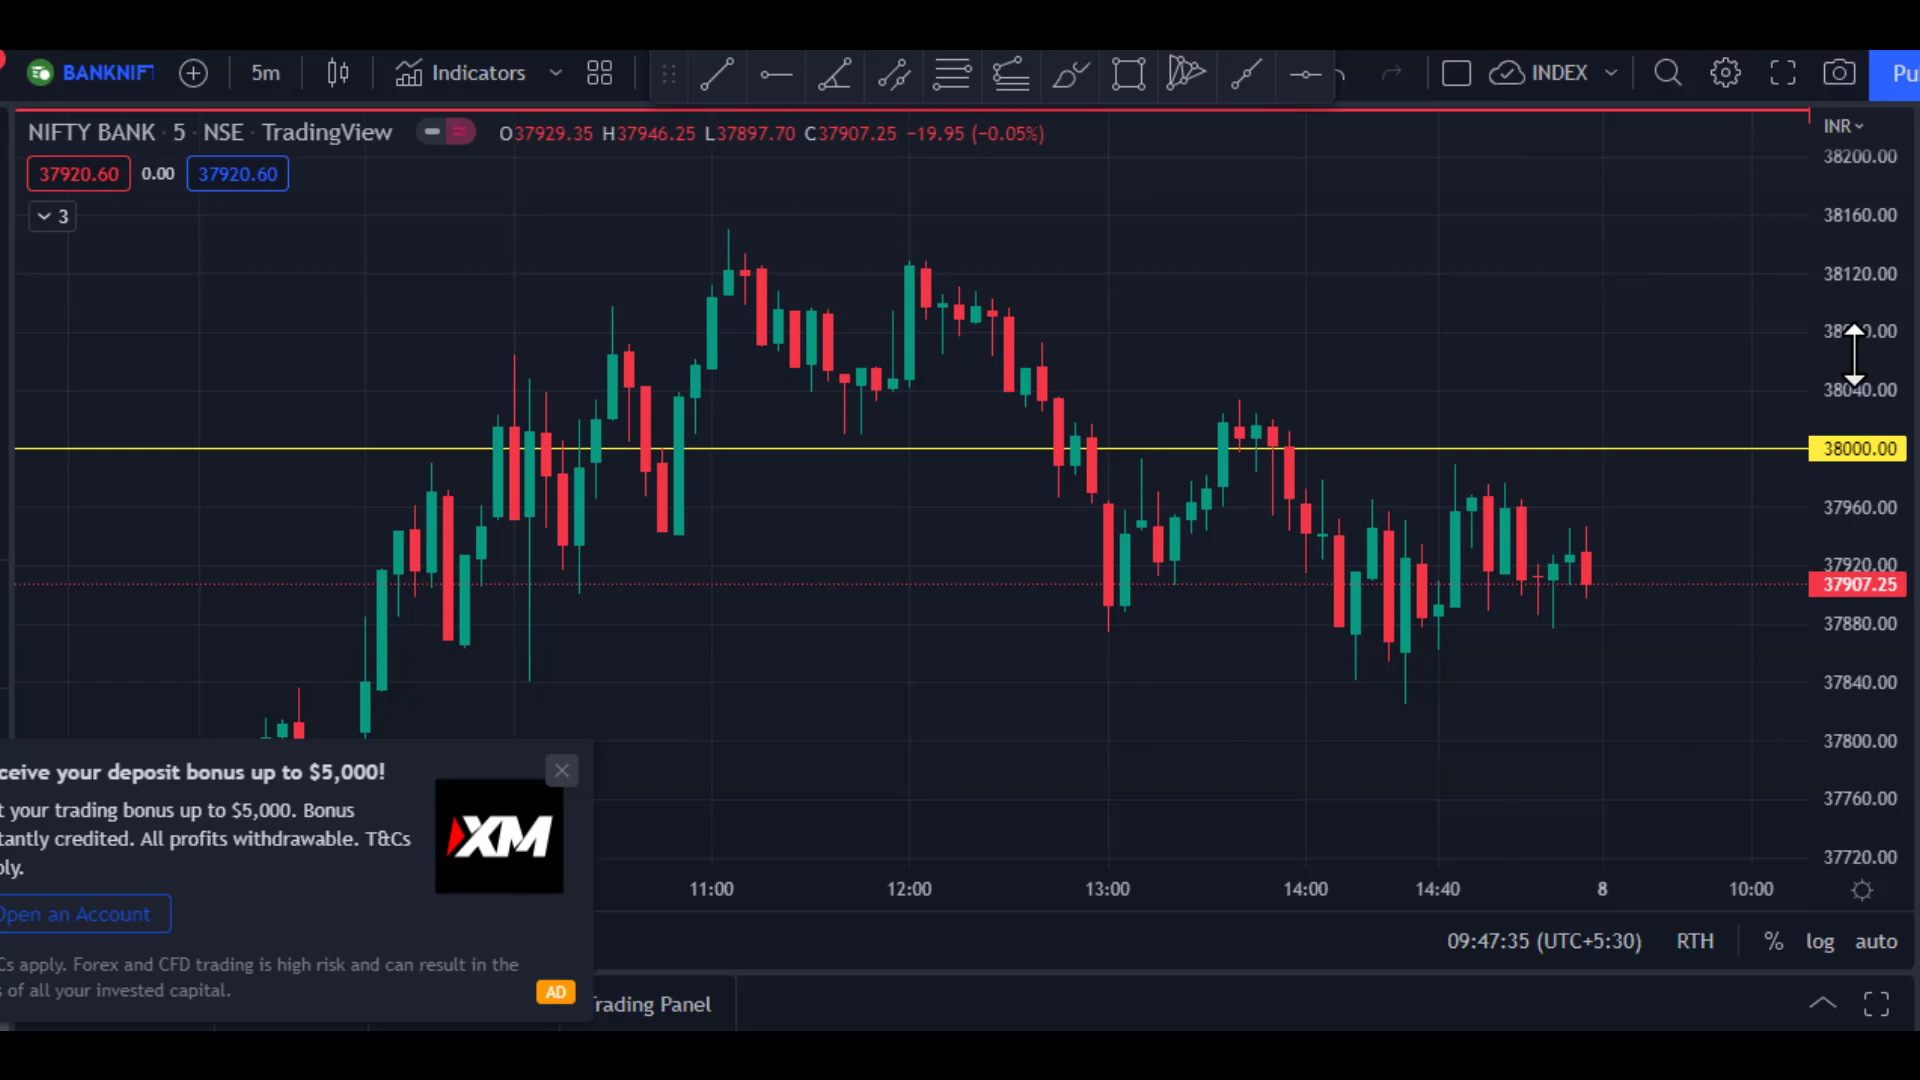 BANKNIFT 5m Indicators INDEX Pu
NIFTY BANK · 5 · NSE · TradingView O37929.35 H37946.25 L37897.70 C37907.25 −19.95 (−0.05%)
INR
37920.60 0.00 37920.60
3
38200.00
38160.00
38120.00
38040.00
38000.00
37960.00
37920.00
37907.25
37880.00
37840.00
37800.00
37760.00
37720.00
ceive your deposit bonus up to $5,000!
t your trading bonus up to $5,000. Bonus
tantly credited. All profits withdrawable. T&Cs
ply.
XM
Open an Account
Cs apply. Forex and CFD trading is high risk and can result in the
s of all your invested capital.
AD
11:00 12:00 13:00 14:00 14:40 8 10:00
09:47:35 (UTC+5:30) RTH % log auto
Trading Panel